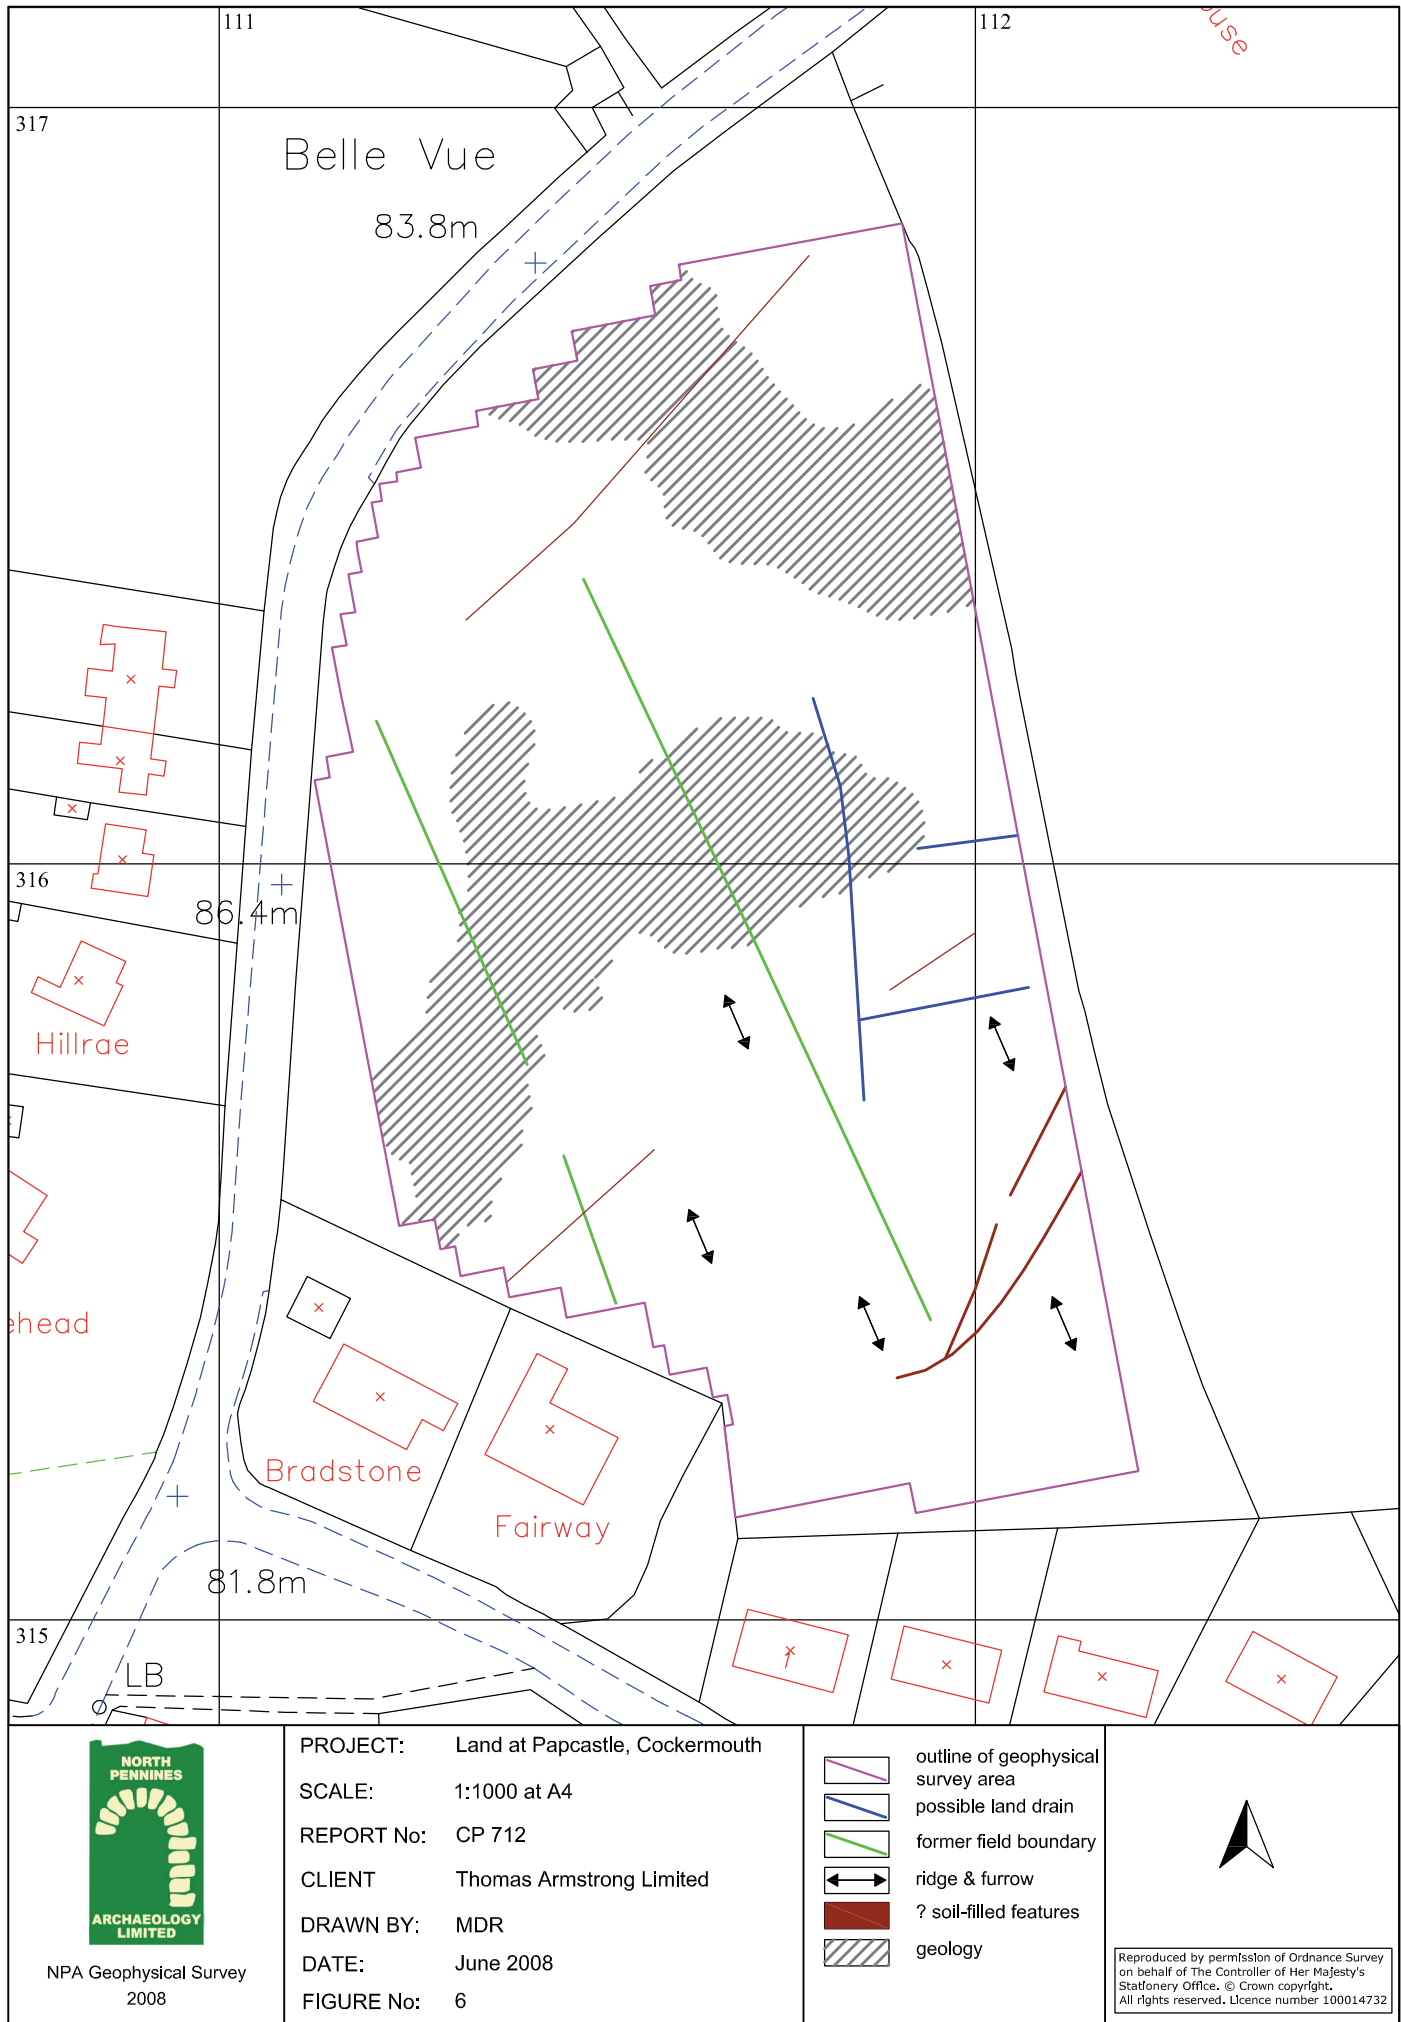 111
112
317
Belle Vue
83.8m
316
86.4m
Hillrae
ehead
Bradstone
Fairway
81.8m
315
LB
NORTH
PENNINES
ARCHAEOLOGY
LIMITED
NPA Geophysical Survey
2008
PROJECT: Land at Papcastle, Cockermouth
SCALE: 1:1000 at A4
REPORT No: CP 712
CLIENT Thomas Armstrong Limited
DRAWN BY: MDR
DATE: June 2008
FIGURE No: 6
outline of geophysical
survey area
possible land drain
former field boundary
ridge & furrow
? soil-filled features
geology
Reproduced by permission of Ordnance Survey
on behalf of The Controller of Her Majesty's
Stationery Office. © Crown copyright.
All rights reserved. Licence number 100014732